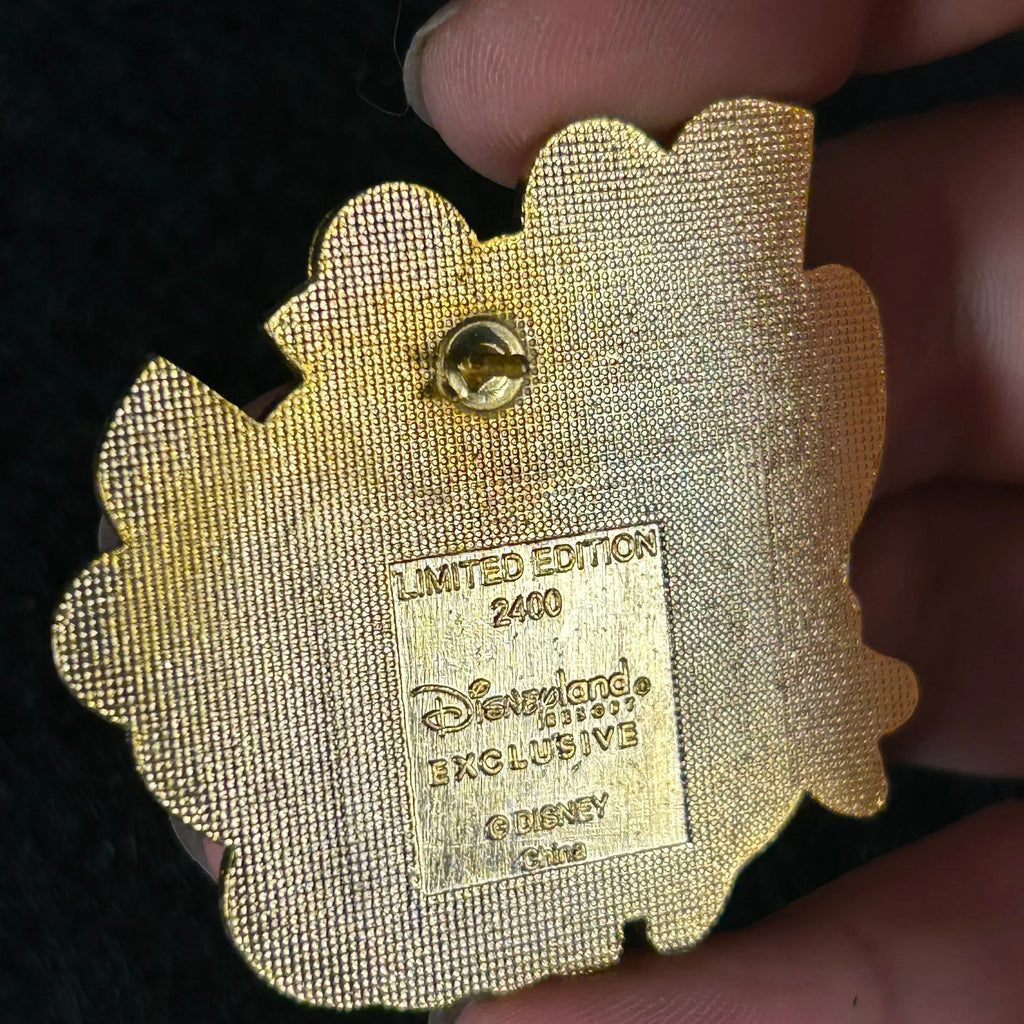 LIMITED EDITION
2400
Disneyland®
RESORT
EXCLUSIVE
© DISNEY
China